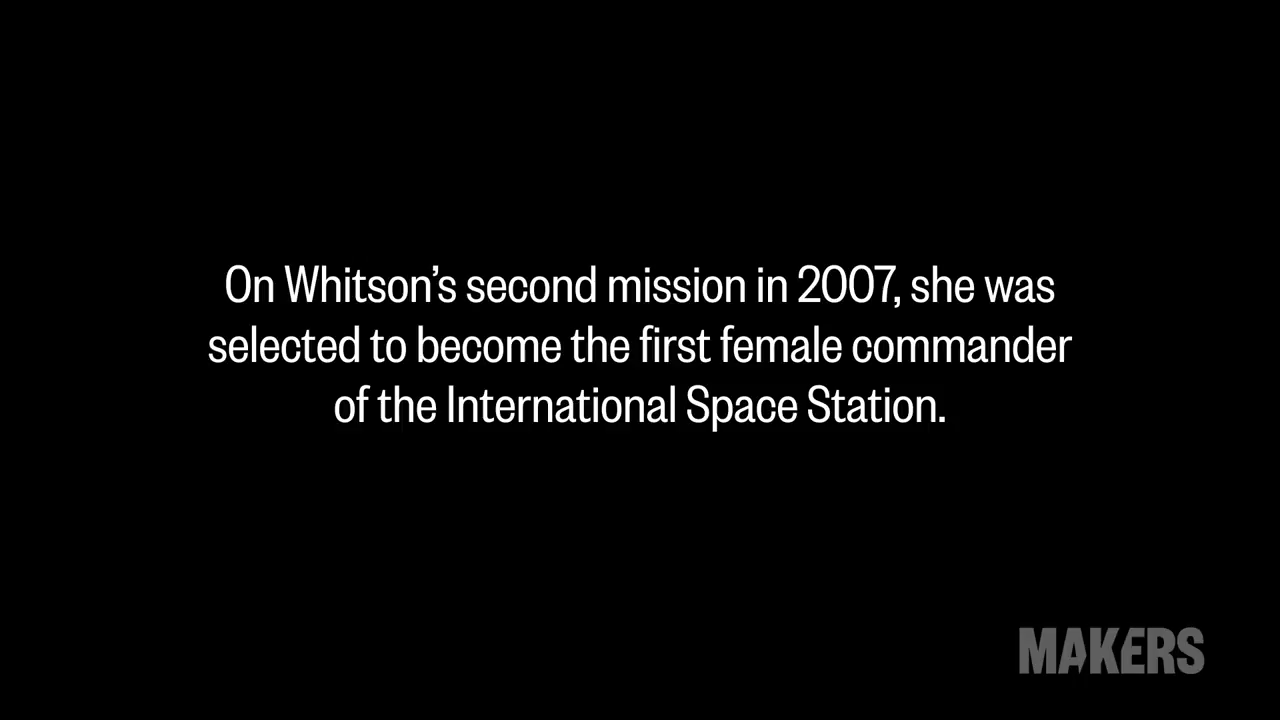 On Whitson’s second mission in 2007, she was
selected to become the first female commander
of the International Space Station.
MAKERS